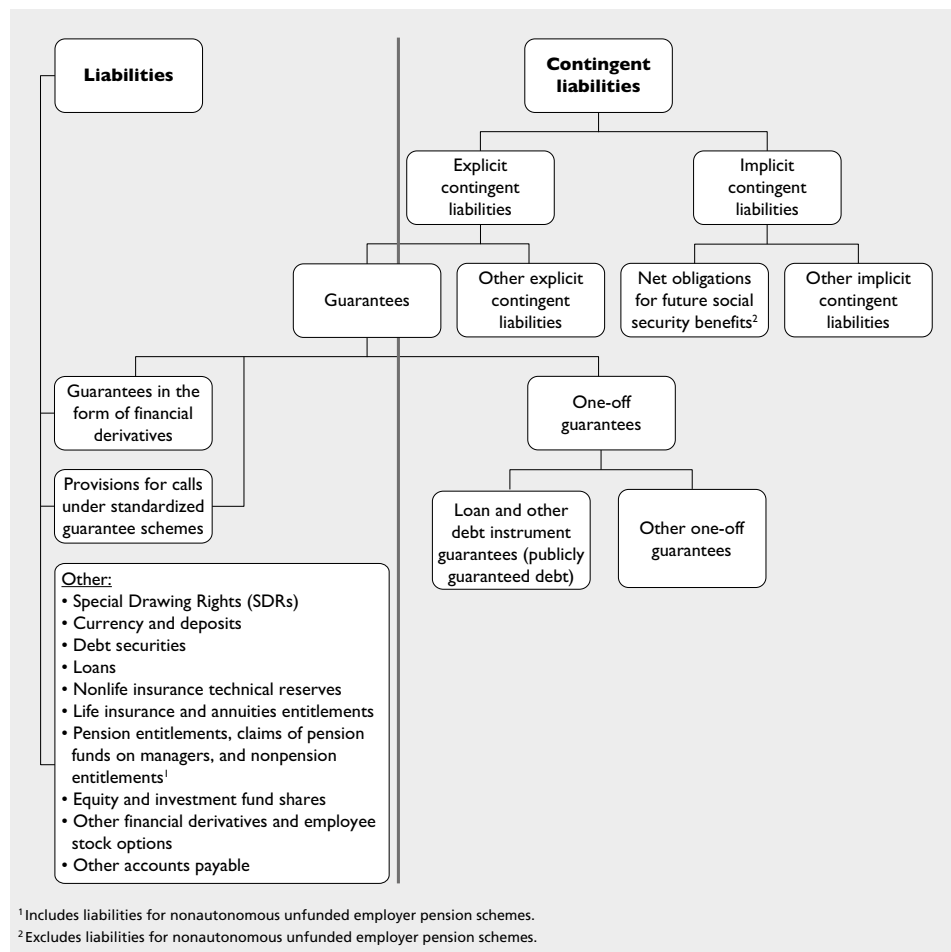 Liabilities
Contingent
liabilities
Explicit
contingent
liabilities
Implicit
contingent
liabilities
Guarantees
Other explicit
contingent
liabilities
Net obligations
for future social
security benefits²
Other implicit
contingent
liabilities
Guarantees in the
form of financial
derivatives
One-off
guarantees
Provisions for calls
under standardized
guarantee schemes
Loan and other
debt instrument
guarantees (publicly
guaranteed debt)
Other one-off
guarantees
Other:
• Special Drawing Rights (SDRs)
• Currency and deposits
• Debt securities
• Loans
• Nonlife insurance technical reserves
• Life insurance and annuities entitlements
• Pension entitlements, claims of pension
funds on managers, and nonpension
entitlements¹
• Equity and investment fund shares
• Other financial derivatives and employee
stock options
• Other accounts payable
¹ Includes liabilities for nonautonomous unfunded employer pension schemes.
² Excludes liabilities for nonautonomous unfunded employer pension schemes.